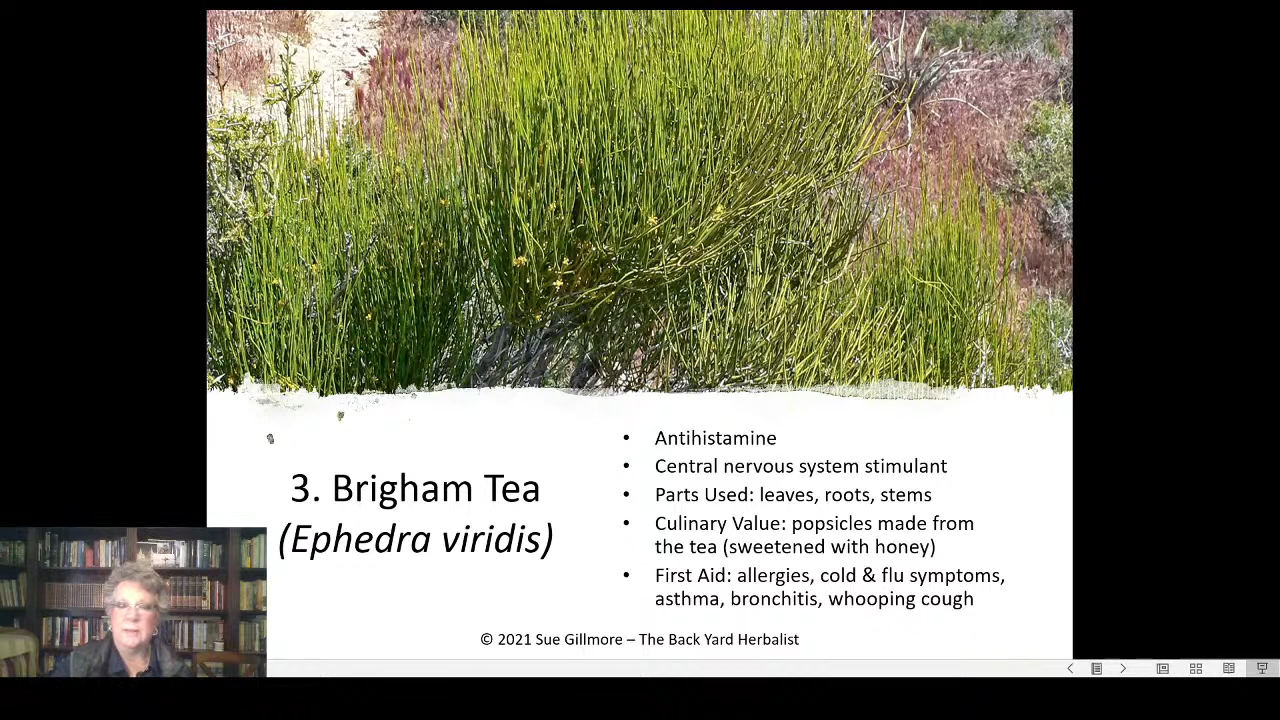 3. Brigham Tea
(Ephedra viridis)
• Antihistamine
• Central nervous system stimulant
• Parts Used: leaves, roots, stems
• Culinary Value: popsicles made from
the tea (sweetened with honey)
• First Aid: allergies, cold & flu symptoms,
asthma, bronchitis, whooping cough
© 2021 Sue Gillmore – The Back Yard Herbalist